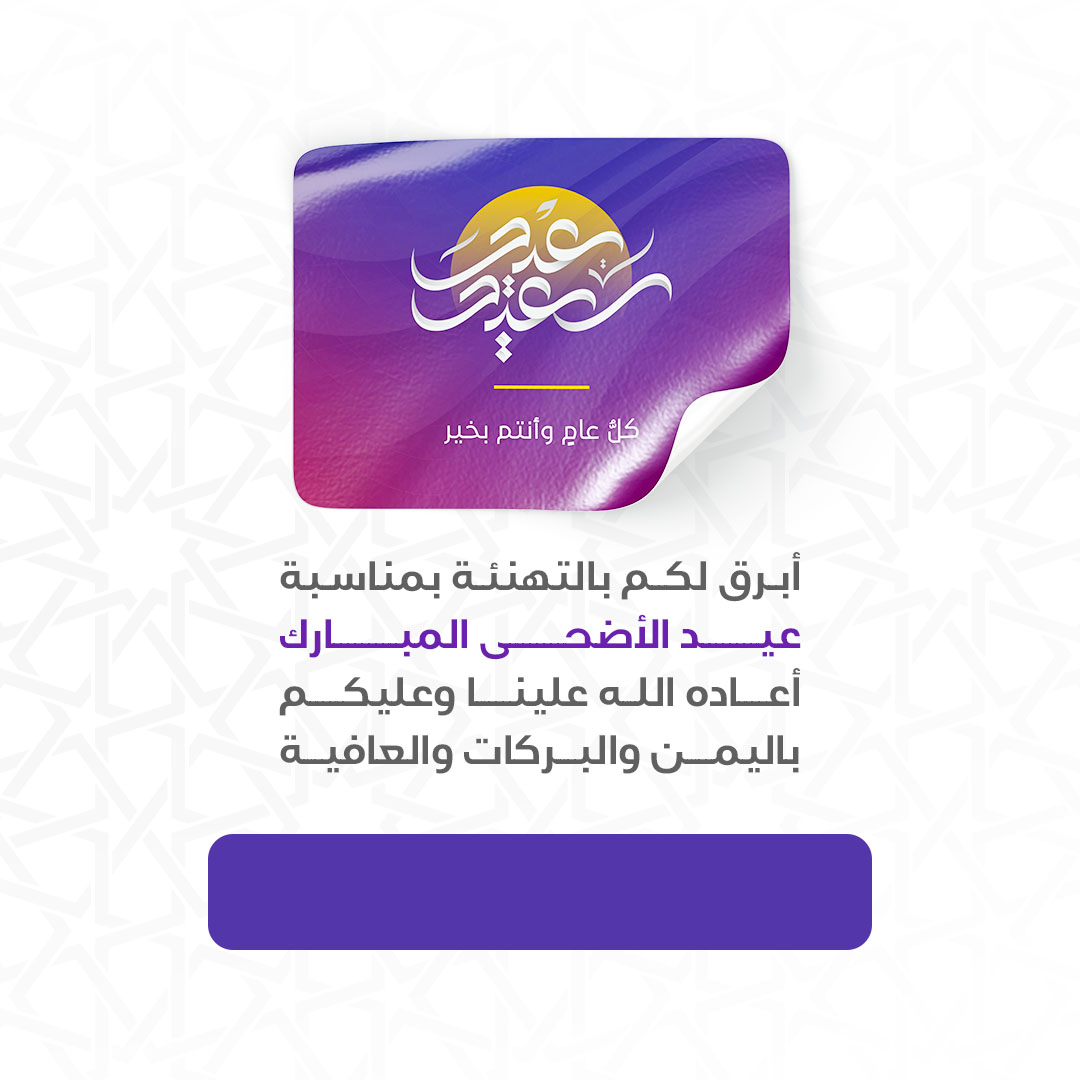 عيد
سعيد
كلُّ عامٍ وأنتم بخير
أبرق لكم بالتهنئة بمناسبة
عيد الأضحى المبارك
أعاده الله علينا وعليكم
باليمن والبركات والعافية